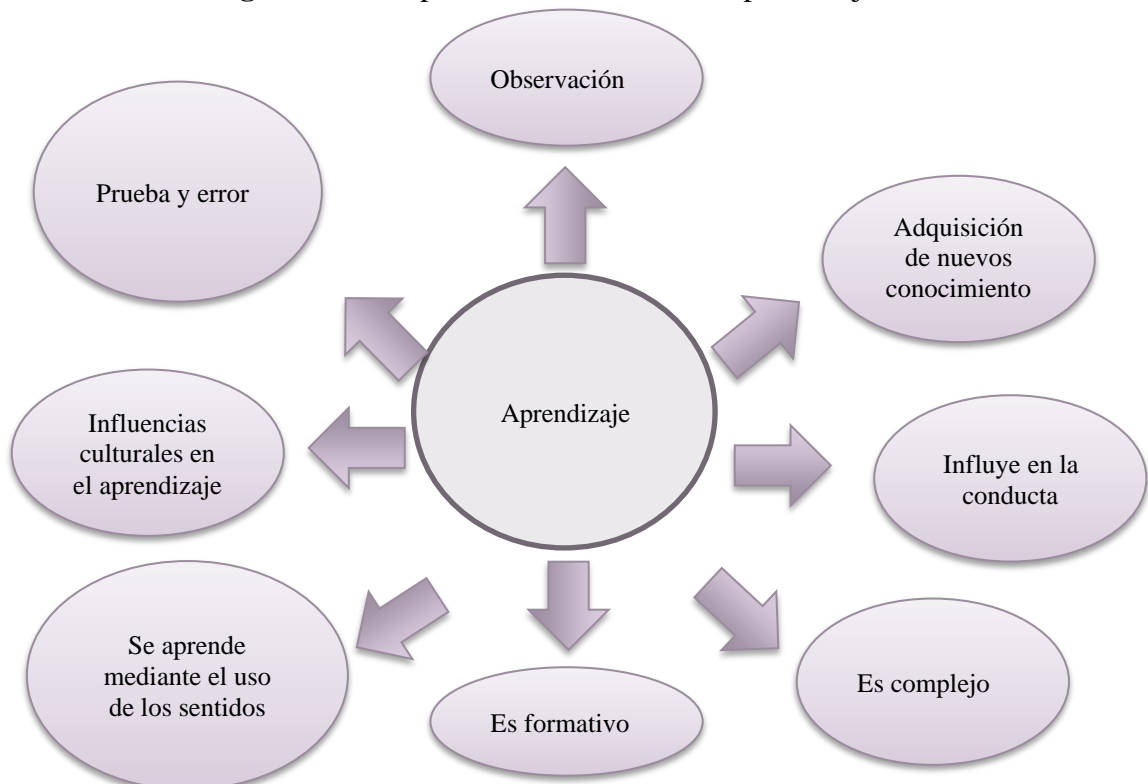 Observación
Prueba y error
Adquisición
de nuevos
conocimiento
Aprendizaje
Influencias
culturales en
el aprendizaje
Influye en la
conducta
Se aprende
mediante el uso
de los sentidos
Es formativo
Es complejo